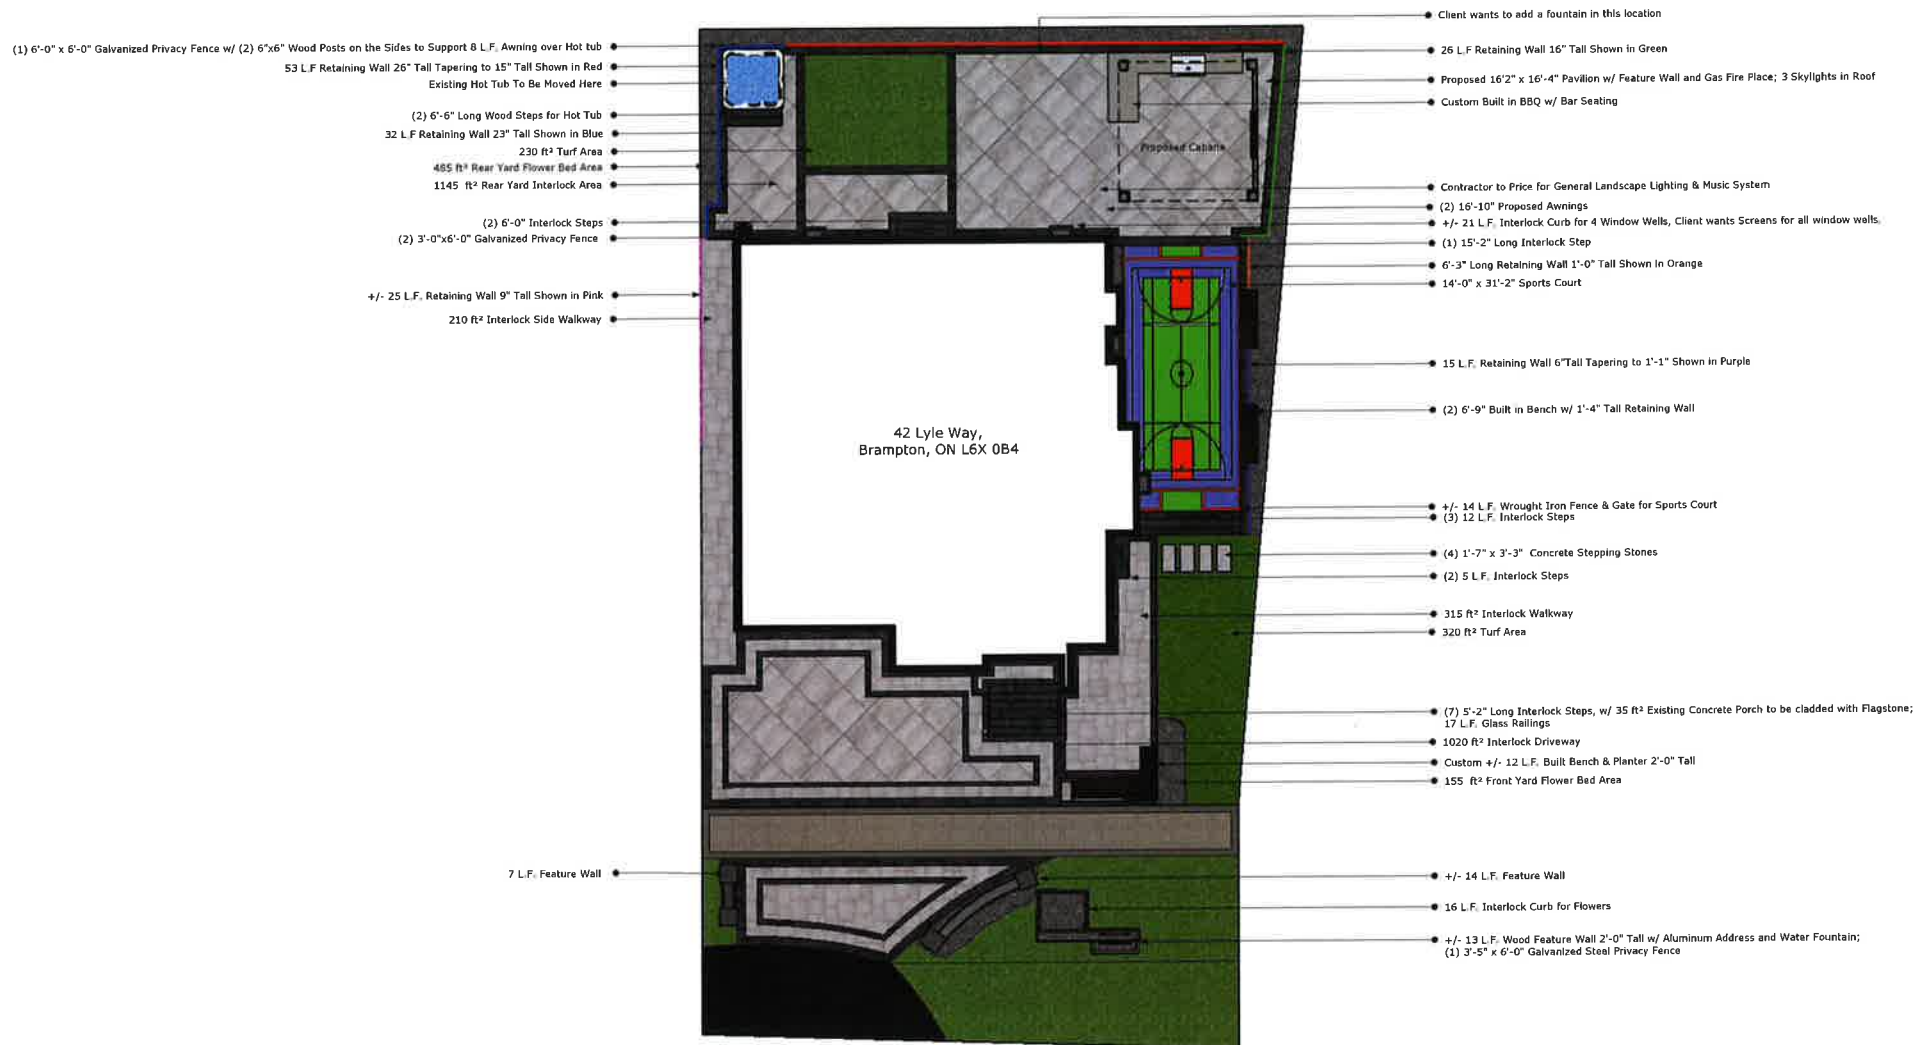 (1) 6'-0" x 6'-0" Galvanized Privacy Fence w/ (2) 6"x6" Wood Posts on the Sides to Support 8 L.F. Awning over Hot tub
53 L.F Retaining Wall 26" Tall Tapering to 15" Tall Shown in Red
Existing Hot Tub To Be Moved Here
(2) 6'-6" Long Wood Steps for Hot Tub
32 L.F Retaining Wall 23" Tall Shown in Blue
230 ft² Turf Area
485 ft² Rear Yard Flower Bed Area
1145 ft² Rear Yard Interlock Area
(2) 6'-0" Interlock Steps
(2) 3'-0"x6'-0" Galvanized Privacy Fence
+/- 25 L.F. Retaining Wall 9" Tall Shown in Pink
210 ft² Interlock Side Walkway
7 L.F. Feature Wall
Proposed Cabana
42 Lyle Way,
Brampton, ON L6X 0B4
Client wants to add a fountain in this location
26 L.F Retaining Wall 16" Tall Shown in Green
Proposed 16'2" x 16'-4" Pavilion w/ Feature Wall and Gas Fire Place; 3 Skylights in Roof
Custom Built in BBQ w/ Bar Seating
Contractor to Price for General Landscape Lighting & Music System
(2) 16'-10" Proposed Awnings
+/- 21 L.F. Interlock Curb for 4 Window Wells, Client wants Screens for all window wells.
(1) 15'-2" Long Interlock Step
6'-3" Long Retaining Wall 1'-0" Tall Shown in Orange
14'-0" x 31'-2" Sports Court
15 L.F. Retaining Wall 6"Tall Tapering to 1'-1" Shown in Purple
(2) 6'-9" Built in Bench w/ 1'-4" Tall Retaining Wall
+/- 14 L.F. Wrought Iron Fence & Gate for Sports Court
(3) 12 L.F. Interlock Steps
(4) 1'-7" x 3'-3" Concrete Stepping Stones
(2) 5 L.F. Interlock Steps
315 ft² Interlock Walkway
320 ft² Turf Area
(7) 5'-2" Long Interlock Steps, w/ 35 ft² Existing Concrete Porch to be cladded with Flagstone;
17 L.F. Glass Railings
1020 ft² Interlock Driveway
Custom +/- 12 L.F. Built Bench & Planter 2'-0" Tall
155 ft² Front Yard Flower Bed Area
+/- 14 L.F. Feature Wall
16 L.F. Interlock Curb for Flowers
+/- 13 L.F. Wood Feature Wall 2'-0" Tall w/ Aluminum Address and Water Fountain;
(1) 3'-5" x 6'-0" Galvanized Steel Privacy Fence